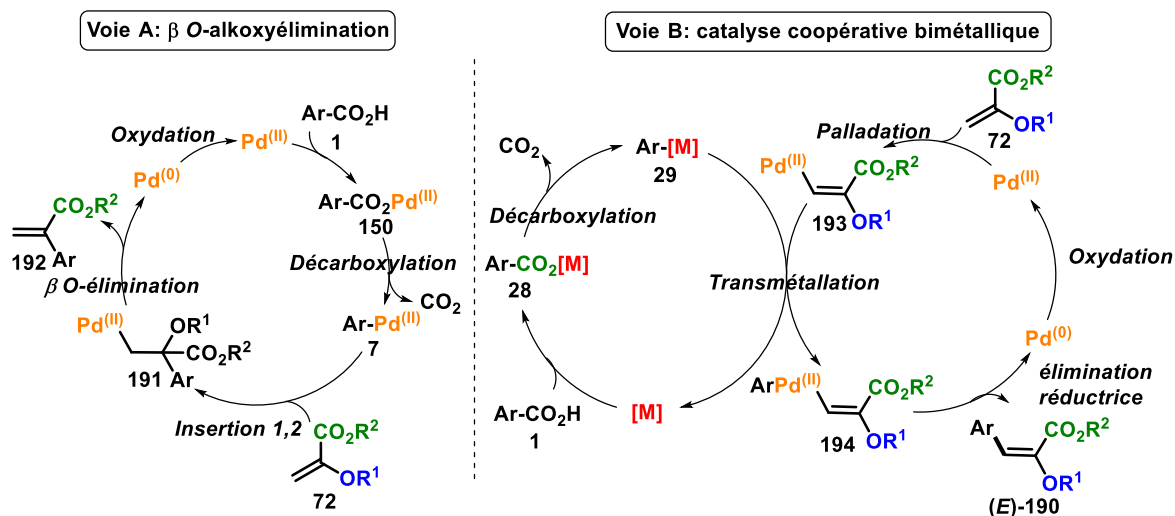 Voie A: β O-alkoxyélimination
Oxydation
Pd(II)
Ar-CO2H
1
Pd(0)
CO2R2
192 Ar
Ar-CO2Pd(II)
150
Décarboxylation
CO2
β O-élimination
Pd(II)
OR1
CO2R2
191 Ar
Ar-Pd(II)
7
Insertion 1,2
CO2R2
OR1
72
Voie B: catalyse coopérative bimétallique
CO2R2
OR1
72
Palladation
CO2
Ar-[M]
29
Pd(II)
CO2R2
193 OR1
Pd(II)
Décarboxylation
Ar-CO2[M]
28
Transmétallation
Oxydation
Pd(0)
Ar-CO2H
1
[M]
ArPd(II)
CO2R2
194 OR1
élimination
réductrice
Ar
CO2R2
OR1
(E)-190